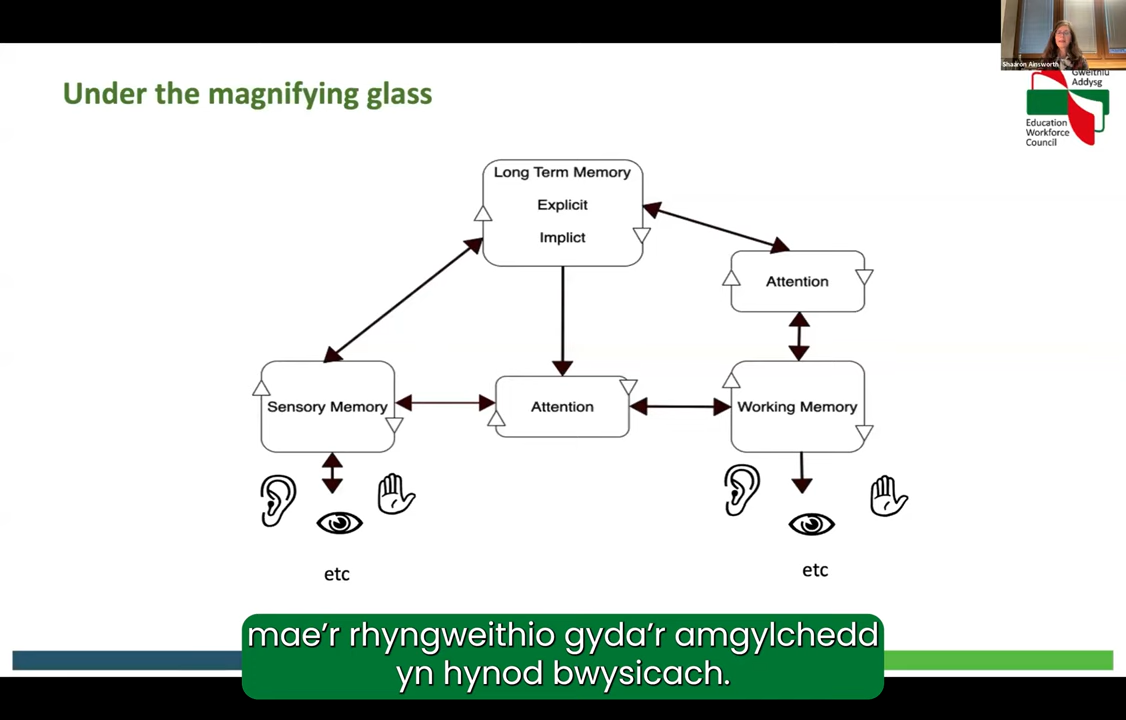 Shaaron Ainsworth
Gweithiu
Addysg
Education
Workforce
Council
Under the magnifying glass
Long Term Memory
Explicit
Implict
Attention
Sensory Memory
Attention
Working Memory
etc
etc
mae’r rhyngweithio gyda’r amgylchedd
yn hynod bwysicach.